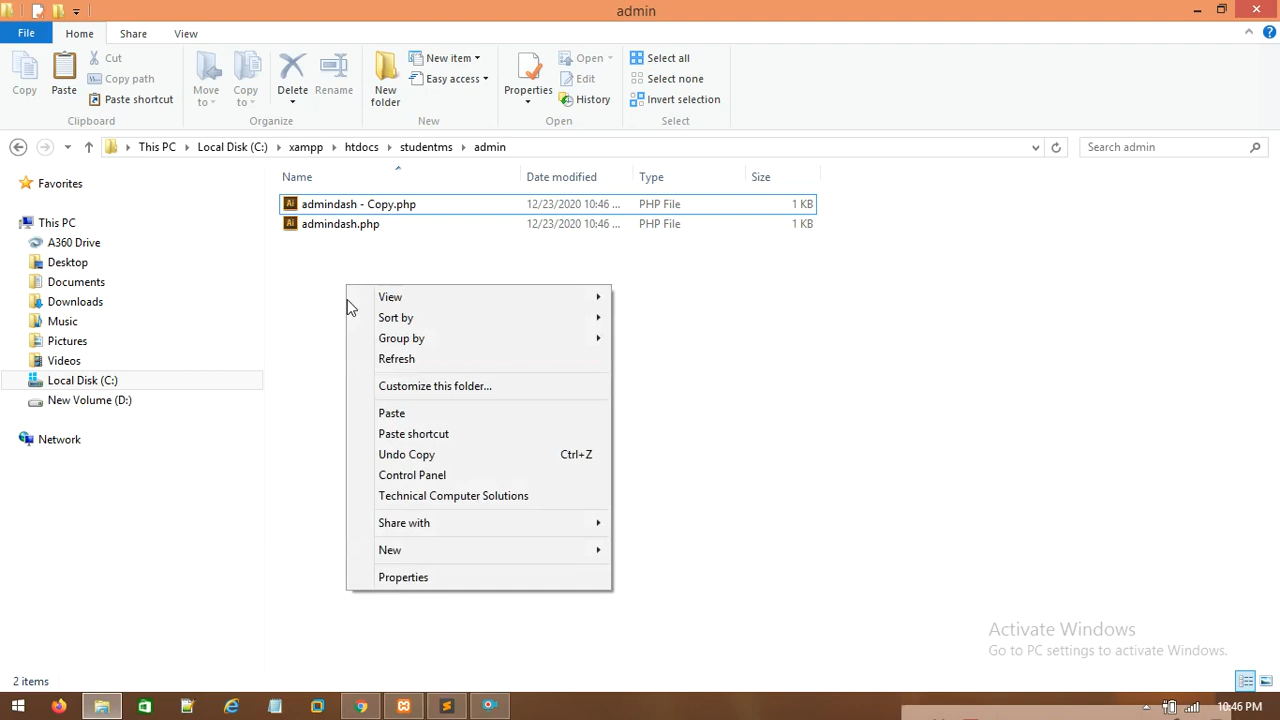 admin
File Home Share View
Copy
Paste
Cut
Copy path
Paste shortcut
Clipboard
Move to
Copy to
Delete
Rename
Organize
New folder
New item
Easy access
New
Properties
Open
Edit
History
Open
Select all
Select none
Invert selection
Select
This PC Local Disk (C:) xampp htdocs studentms admin
Search admin
Name Date modified Type Size
Ai admindash - Copy.php 12/23/2020 10:46 ... PHP File 1 KB
Ai admindash.php 12/23/2020 10:46 ... PHP File 1 KB
Favorites
This PC
A360 Drive
Desktop
Documents
Downloads
Music
Pictures
Videos
Local Disk (C:)
New Volume (D:)
Network
View
Sort by
Group by
Refresh
Customize this folder...
Paste
Paste shortcut
Undo Copy Ctrl+Z
Control Panel
Technical Computer Solutions
Share with
New
Properties
Activate Windows
Go to PC settings to activate Windows.
2 items
10:46 PM